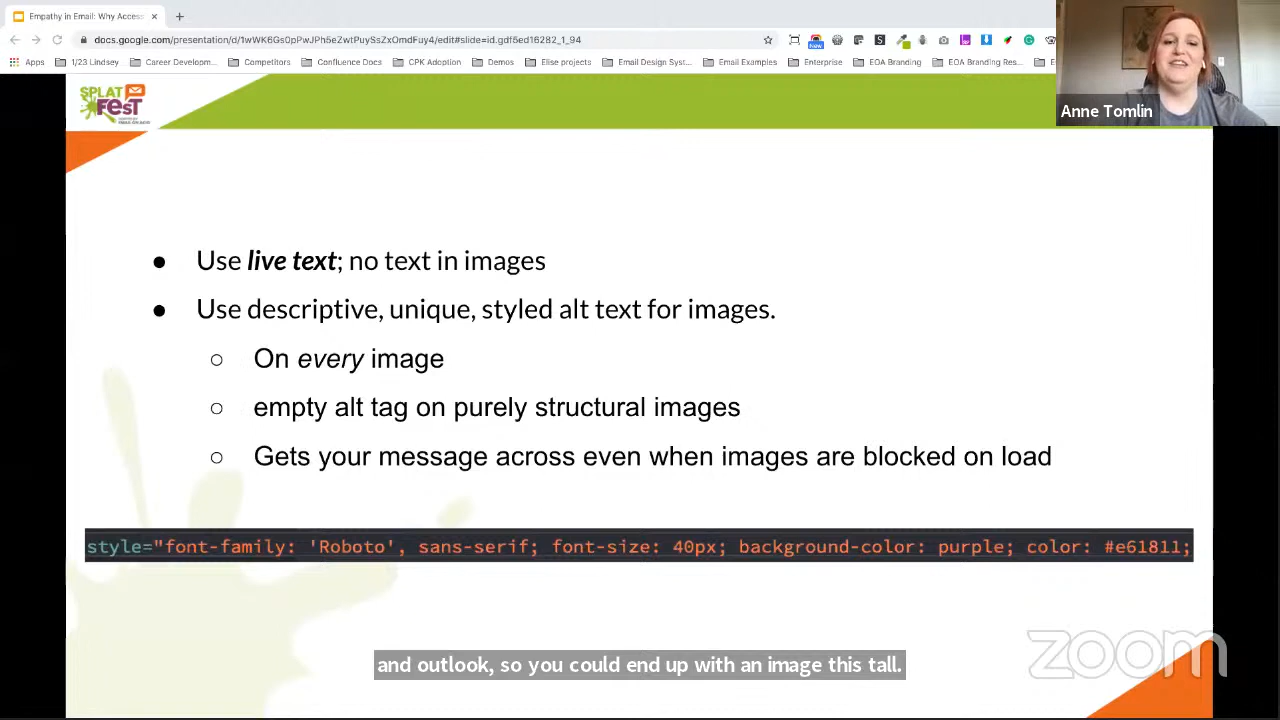 Empathy in Email: Why Acces
docs.google.com/presentation/d/1wWK6Gs0pPwJPh5eZwtPuySsZxOmdFuy4/edit#slide=id.gdf5ed16282_1_94
New
Apps 1/23 Lindsey Career Develom... Competitors Confluence Docs CPK Adoption Demos Elise projects Email Design Syst... Email Examples Enterprise EOA Branding EOA Branding Res...
Anne Tomlin
SPLAT
FEST
● Use live text; no text in images
● Use descriptive, unique, styled alt text for images.
○ On every image
○ empty alt tag on purely structural images
○ Gets your message across even when images are blocked on load
style="font-family: 'Roboto', sans-serif; font-size: 40px; background-color: purple; color: #e61811;
and outlook, so you could end up with an image this tall.
zoom